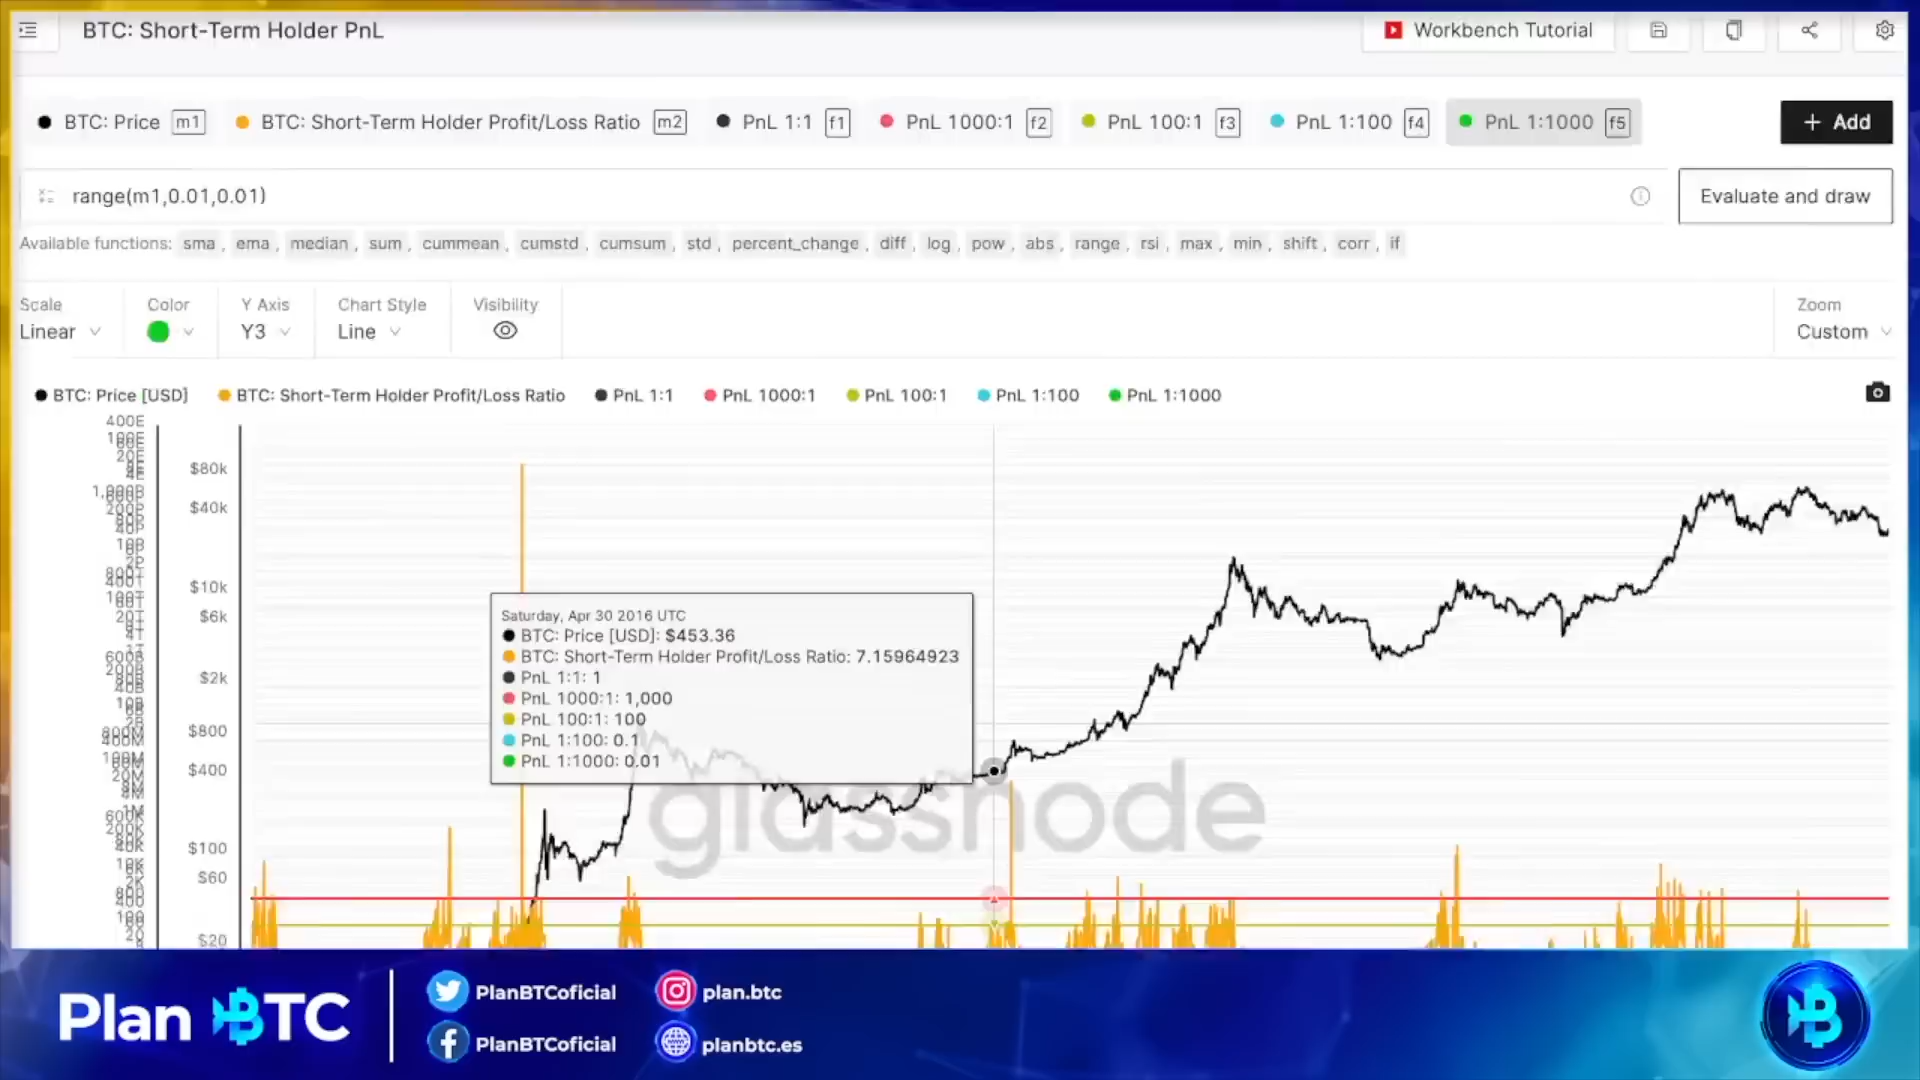 BTC: Short-Term Holder PnL
Workbench Tutorial
BTC: Price m1
BTC: Short-Term Holder Profit/Loss Ratio m2
PnL 1:1 f1
PnL 1000:1 f2
PnL 100:1 f3
PnL 1:100 f4
PnL 1:1000 f5
+ Add
range(m1,0.01,0.01)
Evaluate and draw
Available functions: sma , ema , median , sum , cummean , cumstd , cumsum , std , percent_change , diff , log , pow , abs , range , rsi , max , min , shift , corr , if
Scale
Linear
Color
Y Axis
Y3
Chart Style
Line
Visibility
Zoom
Custom
BTC: Price [USD]
BTC: Short-Term Holder Profit/Loss Ratio
PnL 1:1
PnL 1000:1
PnL 100:1
PnL 1:100
PnL 1:1000
400E
20E
$80k
$40k
$10k
$6k
$2k
$800
$400
$100
$60
$20
Saturday, Apr 30 2016 UTC
BTC: Price [USD]: $453.36
BTC: Short-Term Holder Profit/Loss Ratio: 7.15964923
PnL 1:1: 1
PnL 1000:1: 1,000
PnL 100:1: 100
PnL 1:100: 0.1
PnL 1:1000: 0.01
glassnode
Plan BTC
PlanBTCoficial
plan.btc
PlanBTCoficial
planbtc.es